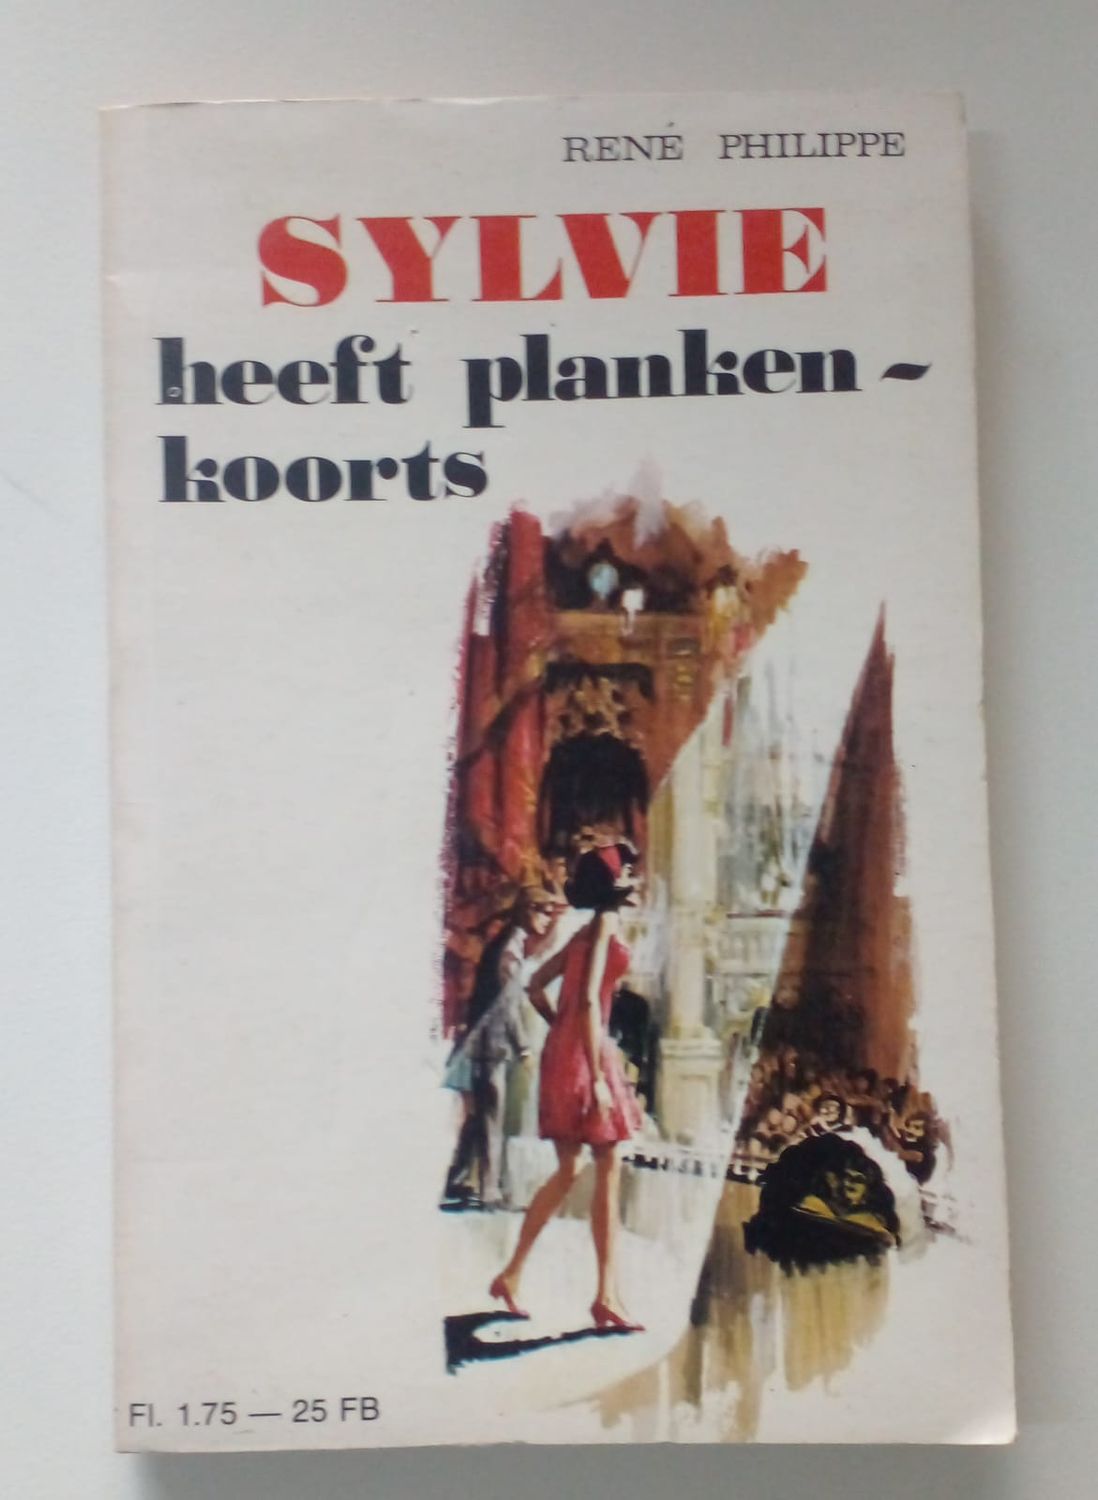 RENÉ PHILIPPE
SYLVIE
heeft planken-
koorts
Fl. 1.75 — 25 FB